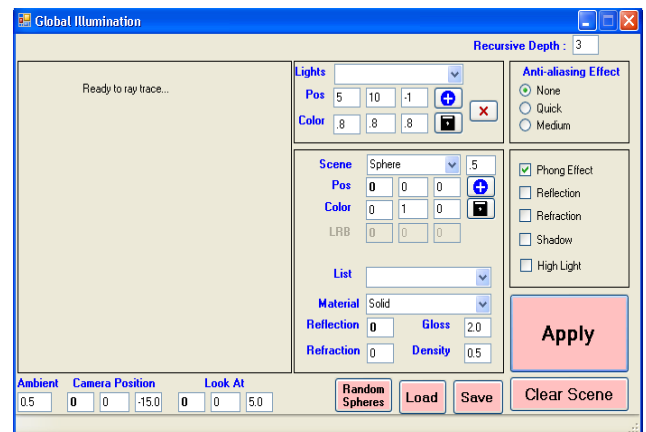 Global Illumination
Recursive Depth : 3
Ready to ray trace...
Lights
Pos 5 10 -1
Color .8 .8 .8
Anti-aliasing Effect
None
Quick
Medium
Scene Sphere .5
Pos 0 0 0
Color 0 1 0
LRB 0 0 0
List
Material Solid
Reflection 0 Gloss 2.0
Refraction 0 Density 0.5
Phong Effect
Reflection
Refraction
Shadow
High Light
Apply
Ambient Camera Position Look At
0.5 0 0 -15.0 0 0 5.0
Random Spheres
Load
Save
Clear Scene